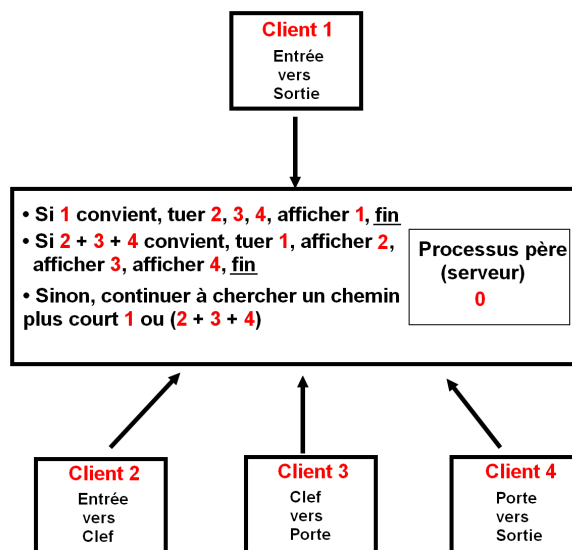 Client 1
Entrée
vers
Sortie
• Si 1 convient, tuer 2, 3, 4, afficher 1, fin
• Si 2 + 3 + 4 convient, tuer 1, afficher 2,
afficher 3, afficher 4, fin
• Sinon, continuer à chercher un chemin
plus court 1 ou (2 + 3 + 4)
Processus père
(serveur)
0
Client 2
Entrée
vers
Clef
Client 3
Clef
vers
Porte
Client 4
Porte
vers
Sortie